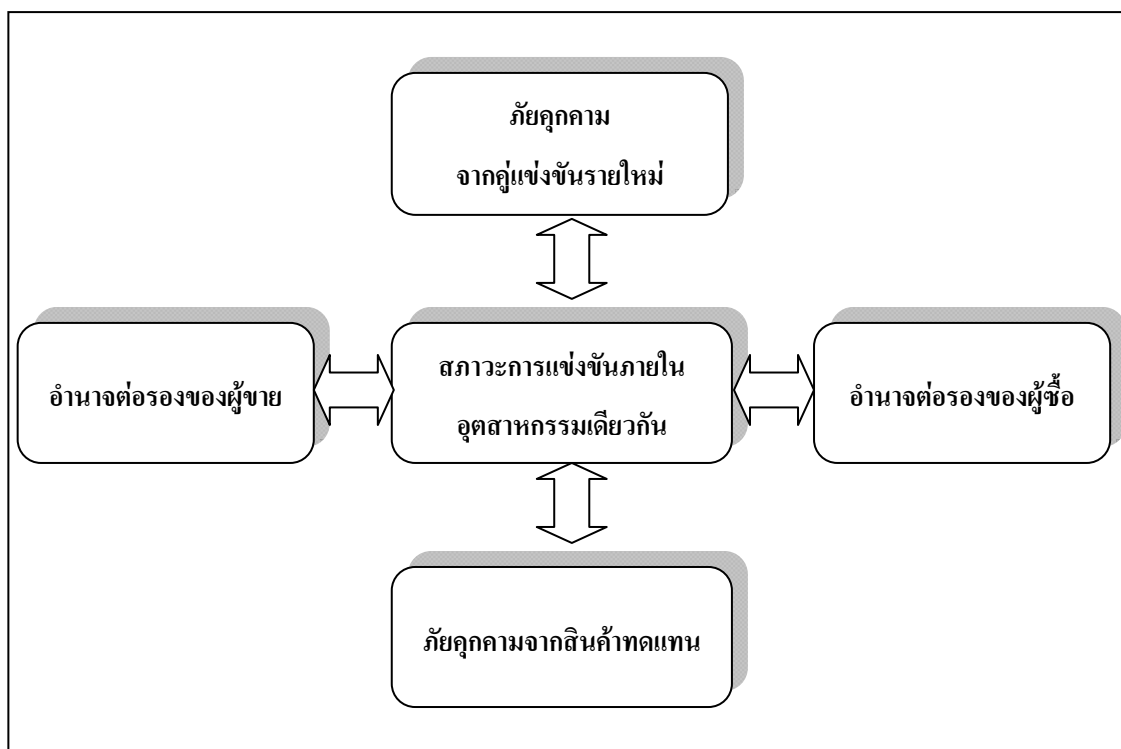 ภัยคุกคาม
จากคู่แข่งขันรายใหม่
อำนาจต่อรองของผู้ขาย
สภาวะการแข่งขันภายใน
อุตสาหกรรมเดียวกัน
อำนาจต่อรองของผู้ซื้อ
ภัยคุกคามจากสินค้าทดแทน